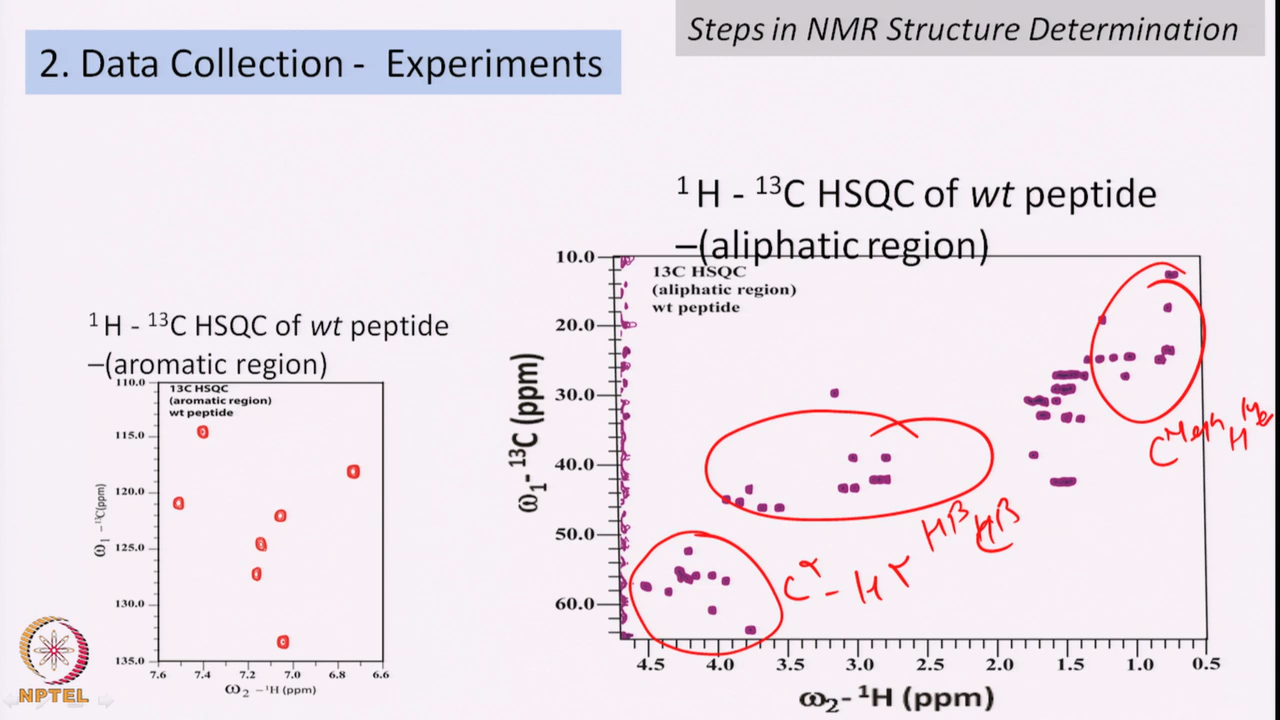 Steps in NMR Structure Determination
2. Data Collection - Experiments
¹H - ¹³C HSQC of wt peptide
–(aliphatic region)
10.0
20.0
30.0
40.0
50.0
60.0
ω₁- ¹³C (ppm)
13C HSQC
(aliphatic region)
wt peptide
4.5 4.0 3.5 3.0 2.5 2.0 1.5 1.0 0.5
ω₂- ¹H (ppm)
Hᵝ
Cᵅ -
¹H - ¹³C HSQC of wt peptide
–(aromatic region)
110.0
115.0
120.0
125.0
130.0
135.0
ω₁ -¹³C(ppm)
13C HSQC
(aromatic region)
wt peptide
7.6 7.4 7.2 7.0 6.8 6.6
ω₂ -¹H (ppm)
NPTEL